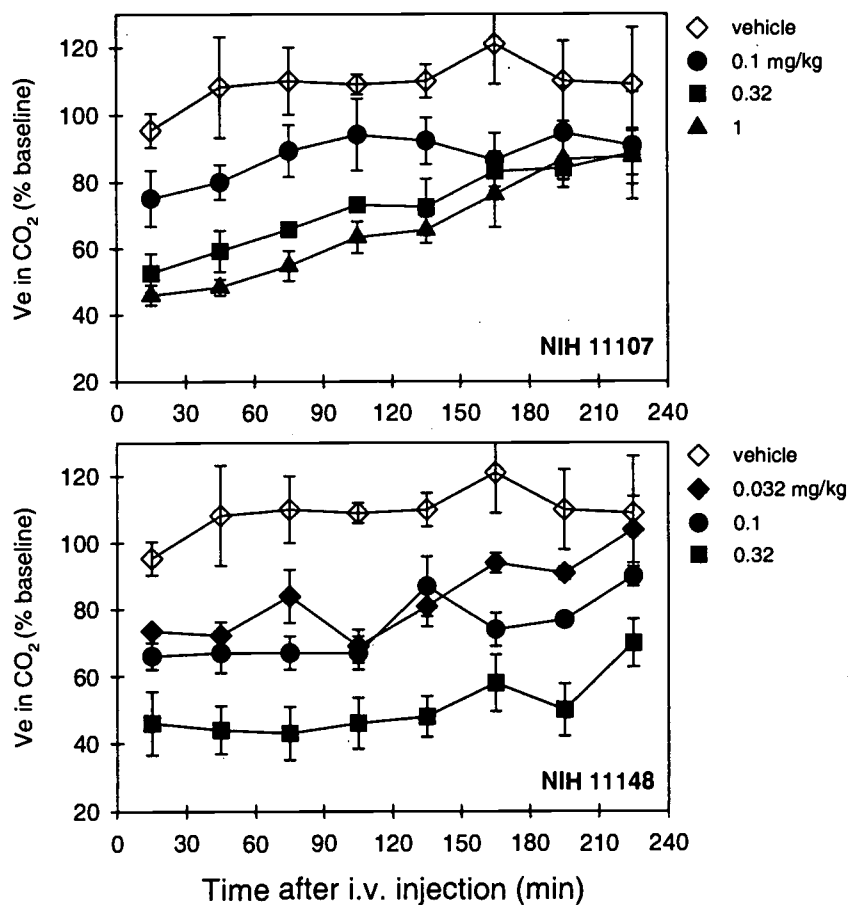 vehicle
0.1 mg/kg
0.32
1
Ve in CO₂ (% baseline)
120
100
80
60
40
20
NIH 11107
0 30 60 90 120 150 180 210 240
vehicle
0.032 mg/kg
0.1
0.32
Ve in CO₂ (% baseline)
120
100
80
60
40
20
NIH 11148
0 30 60 90 120 150 180 210 240
Time after i.v. injection (min)